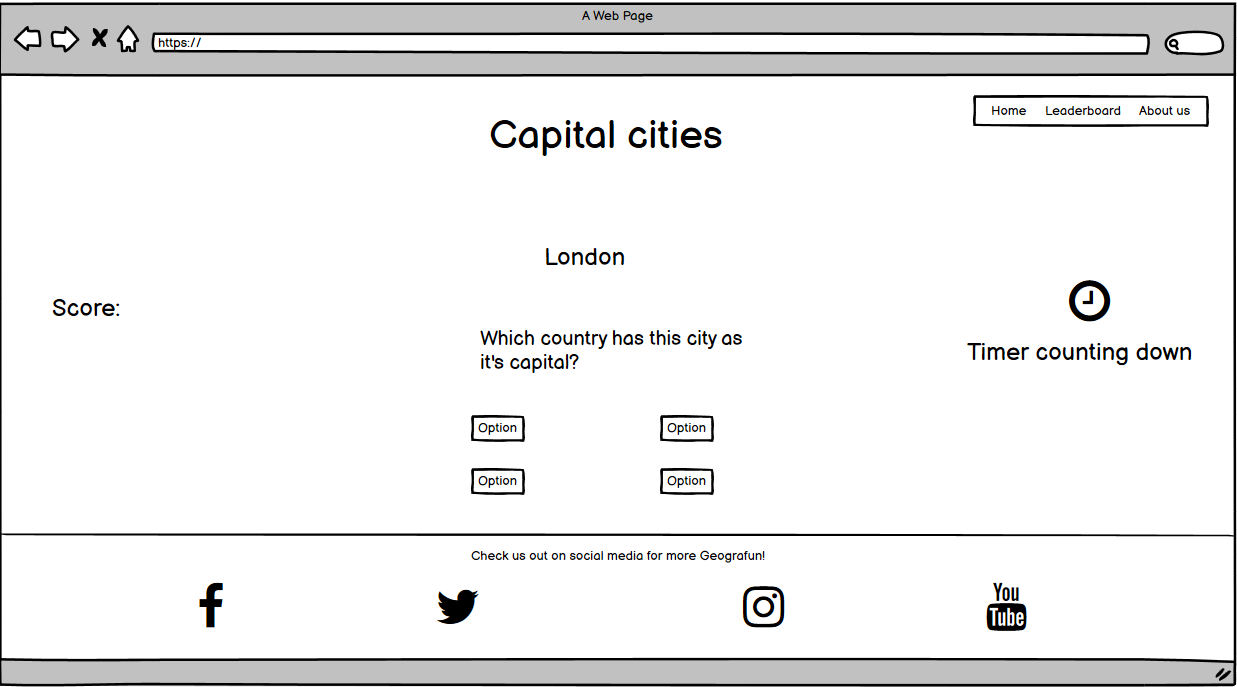 A Web Page
https://
Home Leaderboard About us
Capital cities
London
Score:
Which country has this city as
it's capital?
Timer counting down
Option Option
Option Option
Check us out on social media for more Geografun!
You
Tube